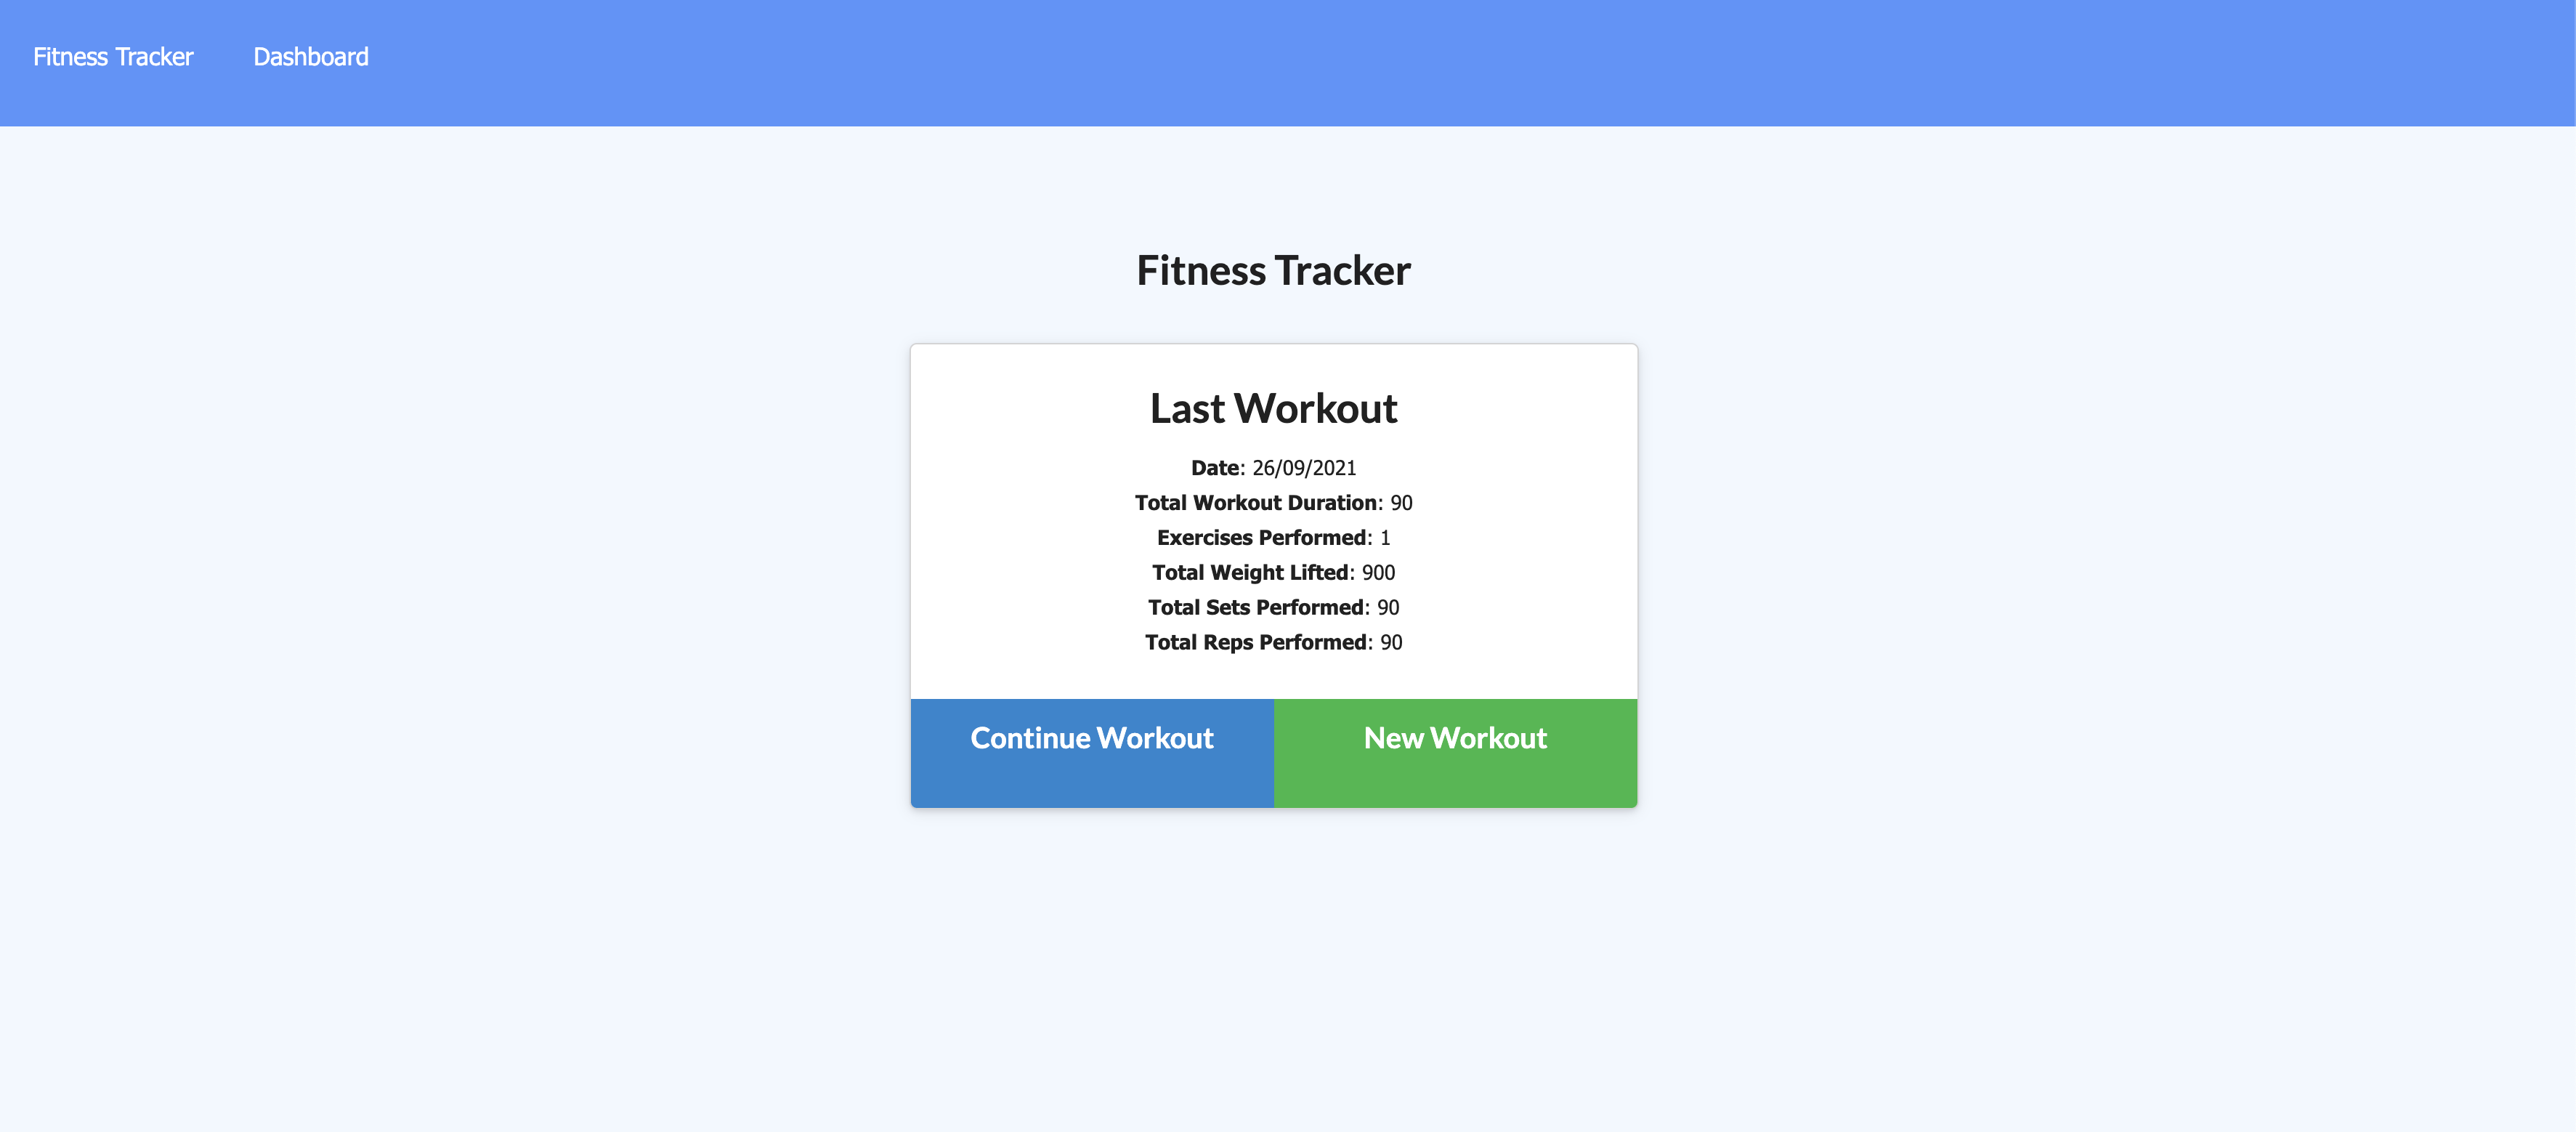 Fitness Tracker Dashboard
Fitness Tracker
Last Workout
Date: 26/09/2021
Total Workout Duration: 90
Exercises Performed: 1
Total Weight Lifted: 900
Total Sets Performed: 90
Total Reps Performed: 90
Continue Workout New Workout